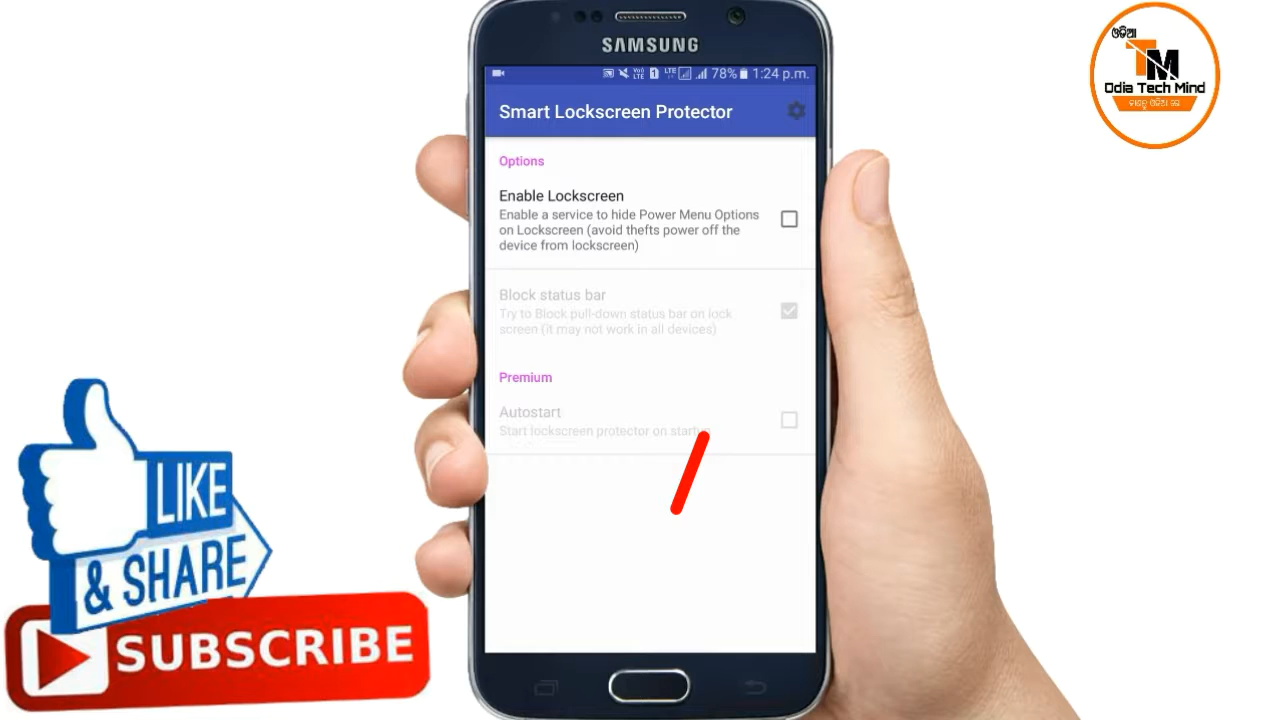 SAMSUNG
78% 1:24 p.m.
Smart Lockscreen Protector
Options
Enable Lockscreen
Enable a service to hide Power Menu Options
on Lockscreen (avoid thefts power off the
device from lockscreen)
Block status bar
Try to Block pull-down status bar on lock
screen (it may not work in all devices)
Premium
Autostart
Start lockscreen protector on startup
ଓଡିଆ
TM
Odia Tech Mind
LIKE
& SHARE
SUBSCRIBE